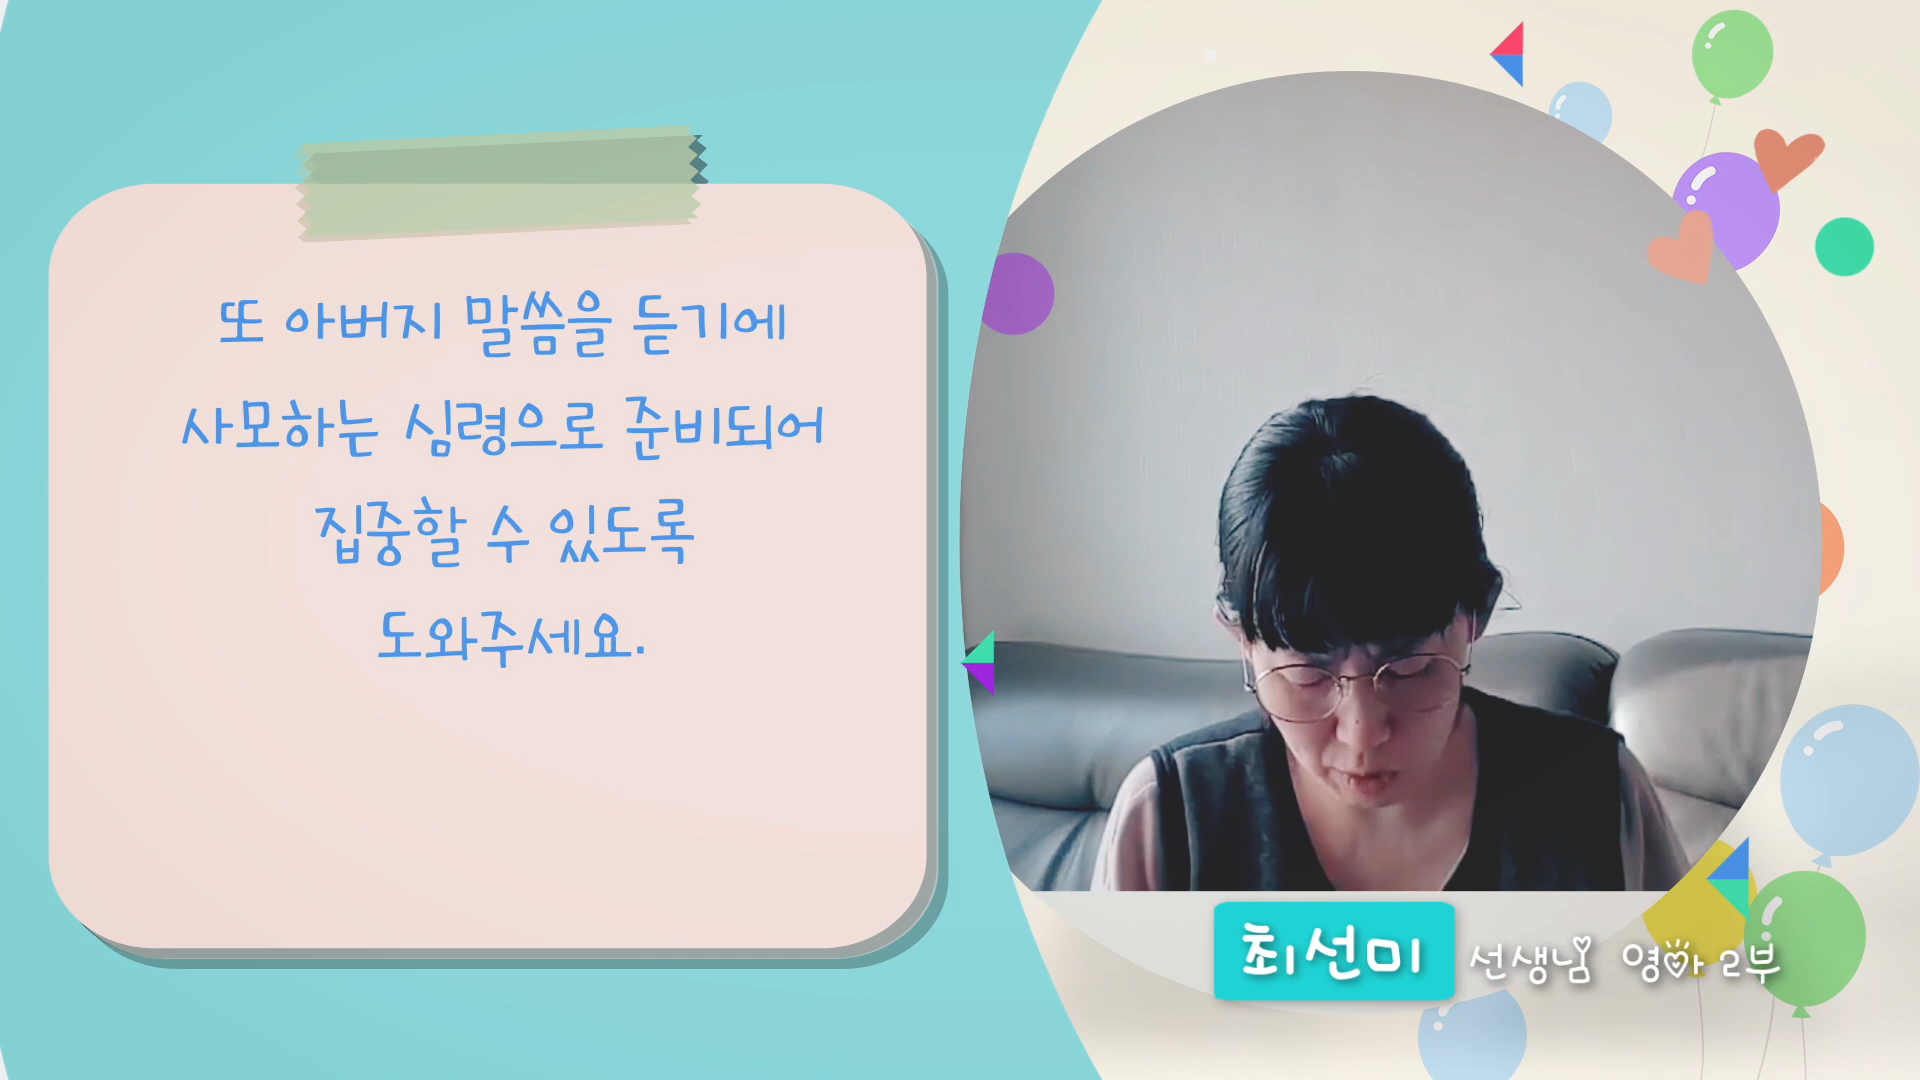 또 아버지 말씀을 듣기에
사모하는 심령으로 준비되어
집중할 수 있도록
도와주세요.
최선미 선생님 영아 2부